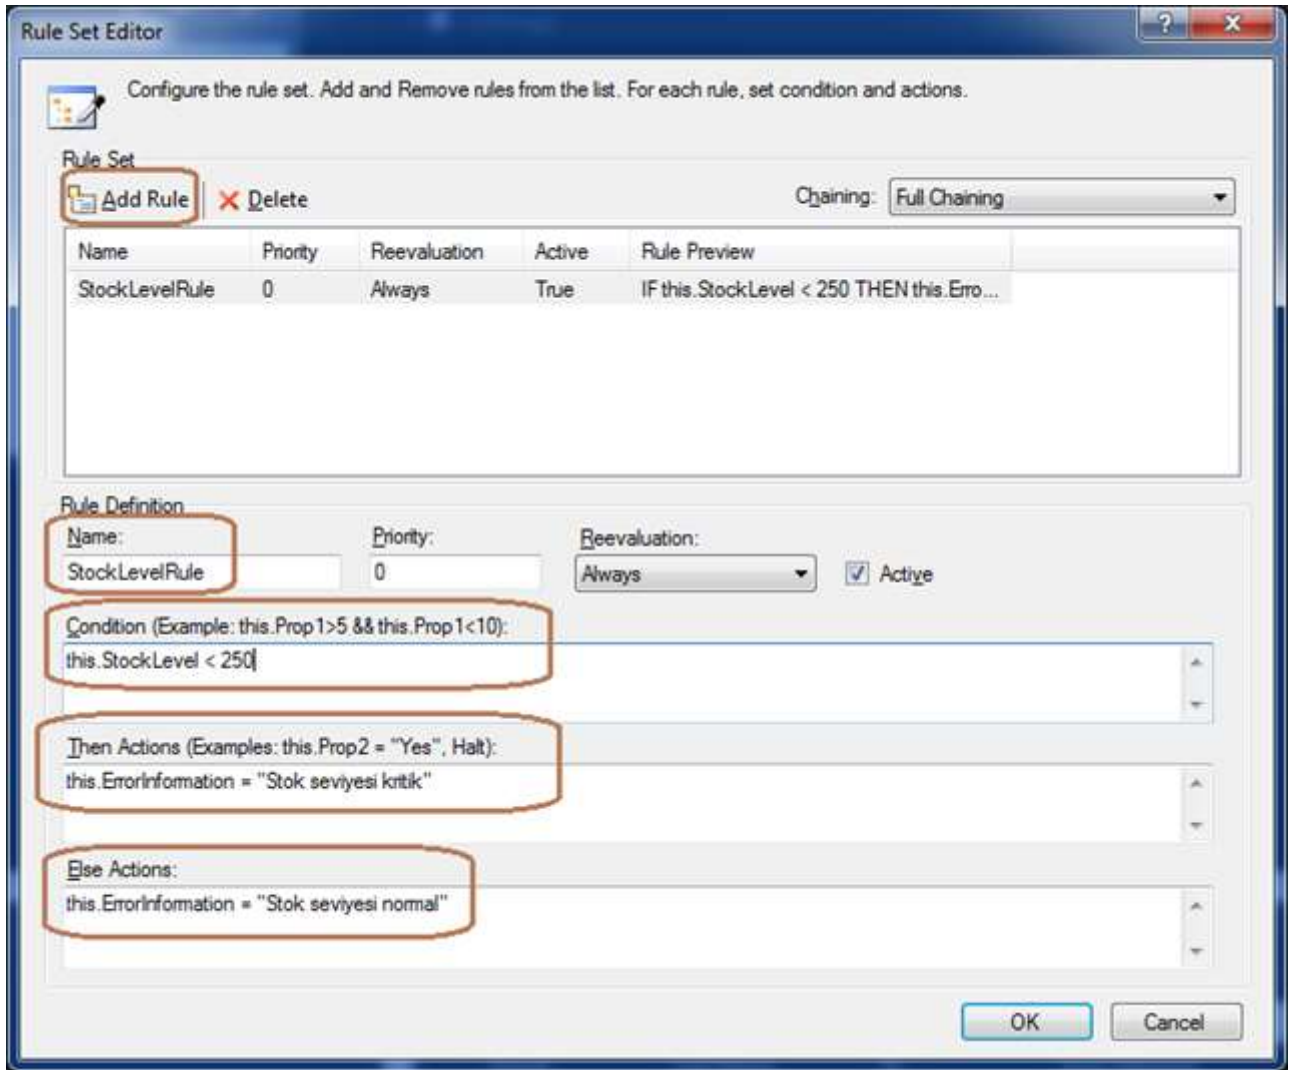 Rule Set Editor
Configure the rule set. Add and Remove rules from the list. For each rule, set condition and actions.
Rule Set
Add Rule Delete Chaining: Full Chaining
Name Priority Reevaluation Active Rule Preview
StockLevelRule 0 Always True IF this.StockLevel < 250 THEN this.Erro...
Rule Definition
Name: Priority: Reevaluation:
StockLevelRule 0 Always Active
Condition (Example: this.Prop1>5 && this.Prop1<10):
this.StockLevel < 250
Then Actions (Examples: this.Prop2 = "Yes", Halt):
this.ErrorInformation = "Stok seviyesi kritik"
Else Actions:
this.ErrorInformation = "Stok seviyesi normal"
OK Cancel